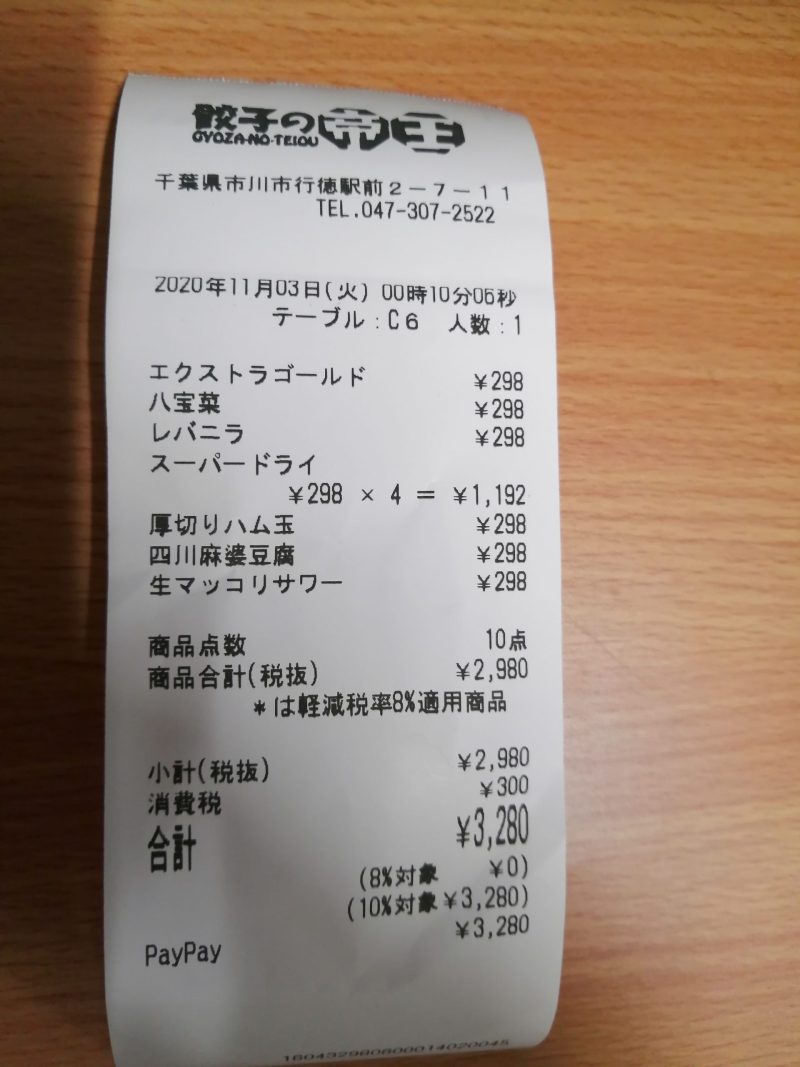 餃子の帝王
GYOZA-NO-TEIOU
千葉県市川市行徳駅前2-7-11
TEL.047-307-2522
2020年11月03日(火) 00時10分06秒
テーブル:C6 人数:1
エクストラゴールド ¥298
八宝菜 ¥298
レバニラ ¥298
スーパードライ
¥298 × 4 = ¥1,192
厚切りハム玉 ¥298
四川麻婆豆腐 ¥298
生マッコリサワー ¥298
商品点数 10点
商品合計(税抜) ¥2,980
*は軽減税率8%適用商品
小計(税抜) ¥2,980
消費税 ¥300
合計 ¥3,280
(8%対象 ¥0)
(10%対象 ¥3,280)
¥3,280
PayPay